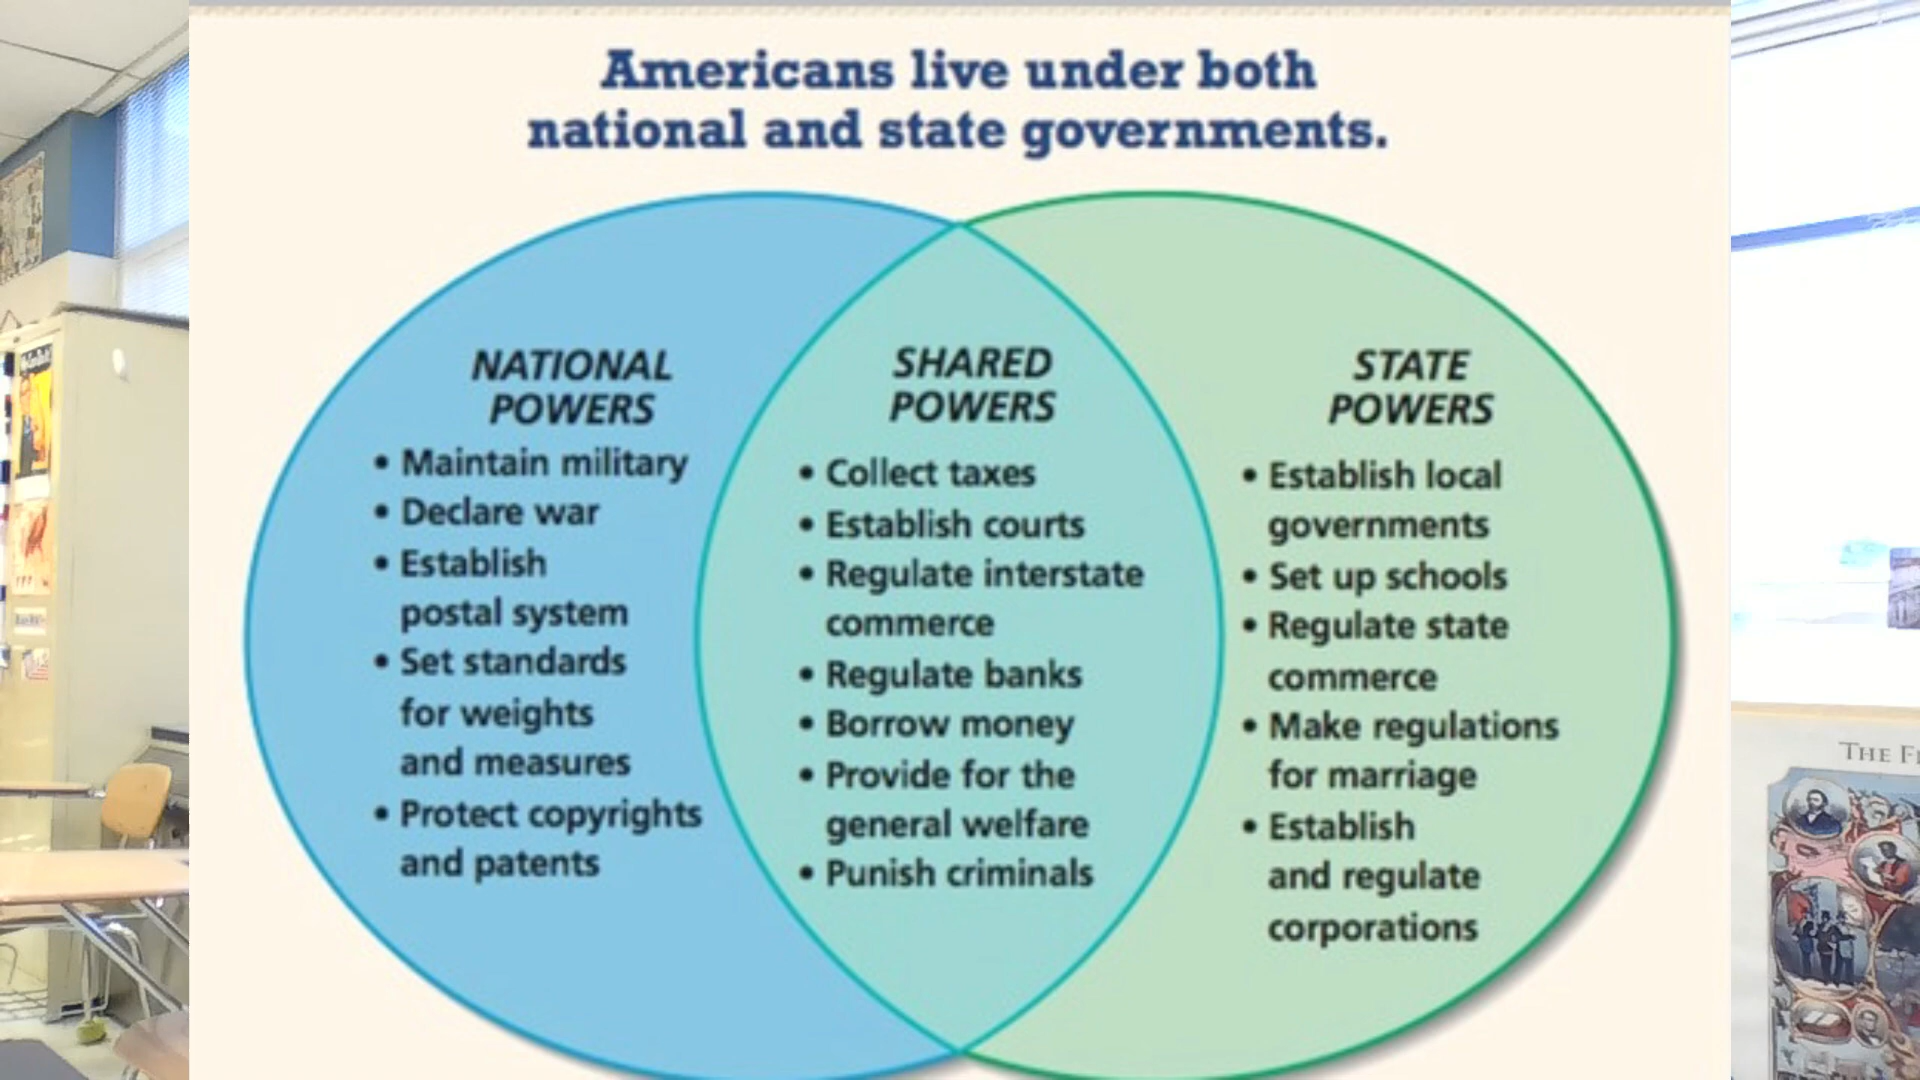 Americans live under both
national and state governments.
NATIONAL
POWERS
• Maintain military
• Declare war
• Establish
postal system
• Set standards
for weights
and measures
• Protect copyrights
and patents
SHARED
POWERS
• Collect taxes
• Establish courts
• Regulate interstate
commerce
• Regulate banks
• Borrow money
• Provide for the
general welfare
• Punish criminals
STATE
POWERS
• Establish local
governments
• Set up schools
• Regulate state
commerce
• Make regulations
for marriage
• Establish
and regulate
corporations
THE